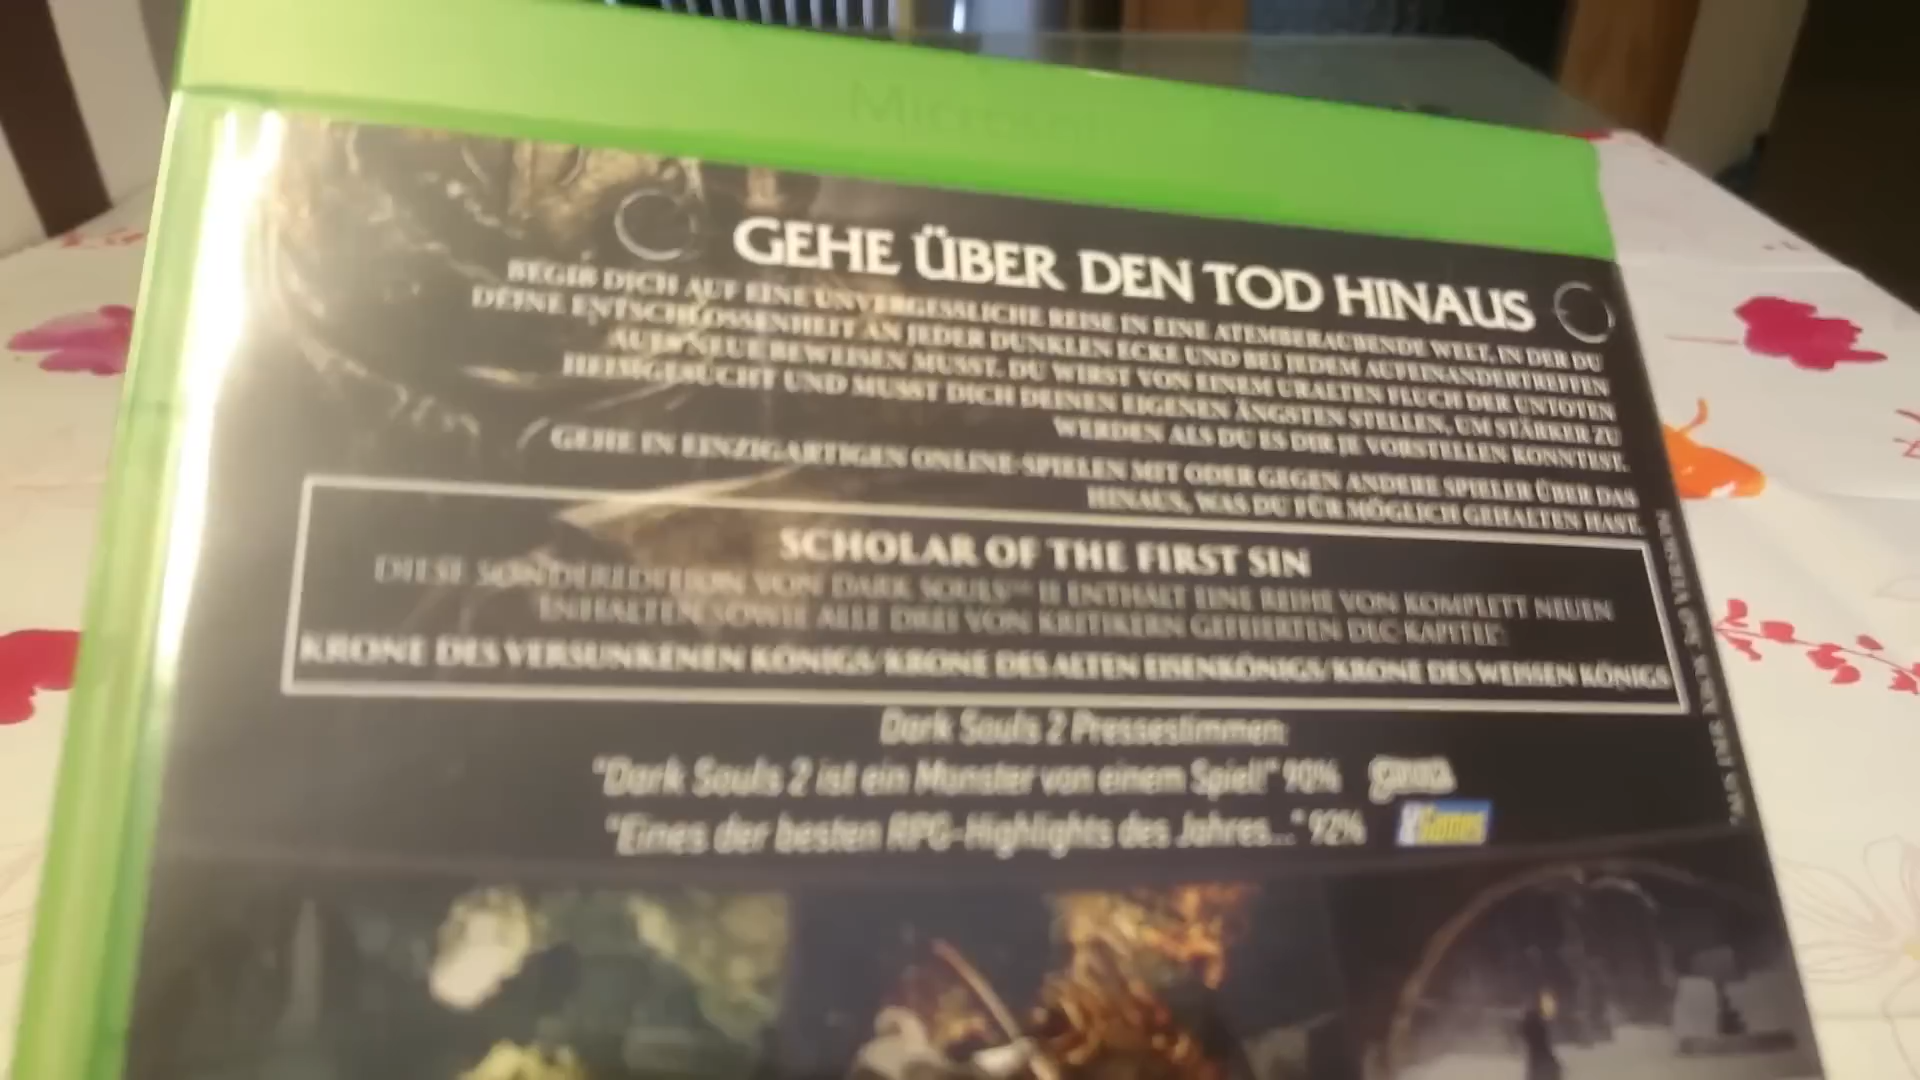 Microsoft
GEHE ÜBER DEN TOD HINAUS
BEGIB DICH AUF EINE UNVERGESSLICHE REISE IN EINE ATEMBERAUBENDE WELT, IN DER DU
DEINE ENTSCHLOSSENHEIT AN JEDER DUNKLEN ECKE UND BEI JEDEM AUFEINANDERTREFFEN
AUFS NEUE BEWEISEN MUSST. DU WIRST VON EINEM URALTEN FLUCH DER UNTOTEN
HEIMGESUCHT UND MUSST DICH DEINEN EIGENEN ÄNGSTEN STELLEN, UM STÄRKER ZU
WERDEN ALS DU ES DIR JE VORSTELLEN KONNTEST.
GEHE IN EINZIGARTIGEN ONLINE-SPIELEN MIT ODER GEGEN ANDERE SPIELER ÜBER DAS
HINAUS, WAS DU FÜR MÖGLICH GEHALTEN HAST.
SCHOLAR OF THE FIRST SIN
DIESE SONDEREDITION VON DARK SOULS™ II ENTHÄLT EINE REIHE VON KOMPLETT NEUEN
INHALTEN SOWIE ALLE DREI VON KRITIKERN GEFEIERTEN DLC-KAPITEL:
KRONE DES VERSUNKENEN KÖNIGS/KRONE DES ALTEN EISENKÖNIGS/KRONE DES WEISSEN KÖNIGS
Dark Souls 2 Pressestimmen:
"Dark Souls 2 ist ein Monster von einem Spiel!" 90%
"Eines der besten RPG-Highlights des Jahres..." 92% Games